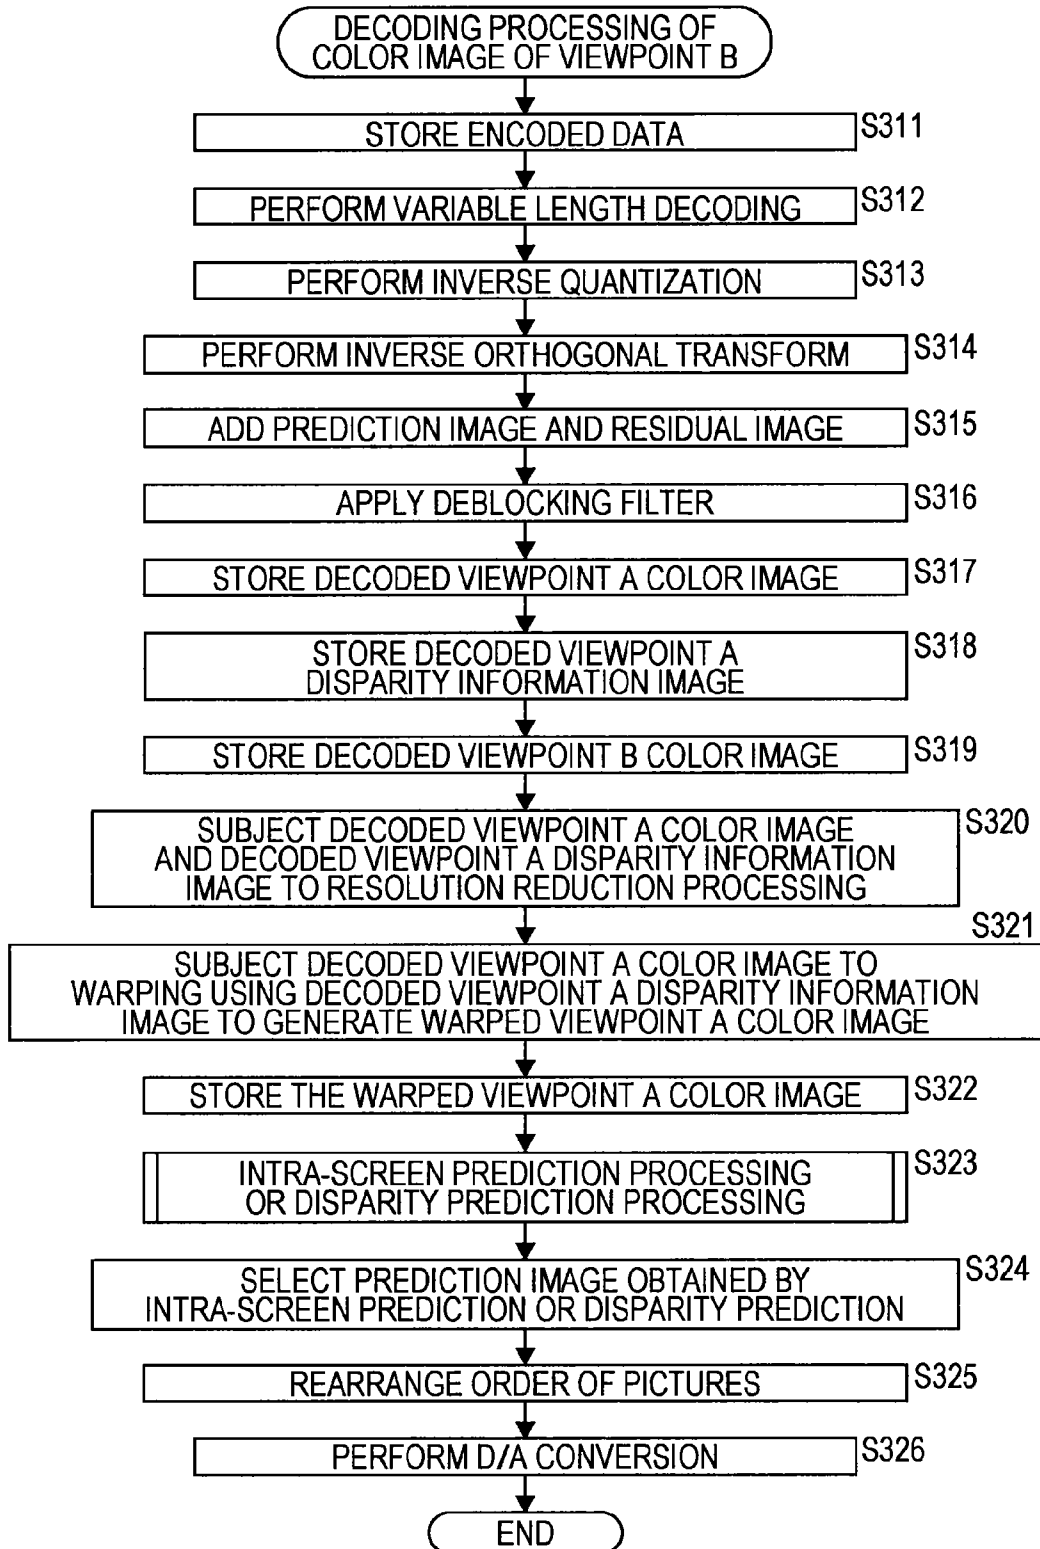 DECODING PROCESSING OF
COLOR IMAGE OF VIEWPOINT B
STORE ENCODED DATA
S311
PERFORM VARIABLE LENGTH DECODING
S312
PERFORM INVERSE QUANTIZATION
S313
PERFORM INVERSE ORTHOGONAL TRANSFORM
S314
ADD PREDICTION IMAGE AND RESIDUAL IMAGE
S315
APPLY DEBLOCKING FILTER
S316
STORE DECODED VIEWPOINT A COLOR IMAGE
S317
STORE DECODED VIEWPOINT A
DISPARITY INFORMATION IMAGE
S318
STORE DECODED VIEWPOINT B COLOR IMAGE
S319
SUBJECT DECODED VIEWPOINT A COLOR IMAGE
AND DECODED VIEWPOINT A DISPARITY INFORMATION
IMAGE TO RESOLUTION REDUCTION PROCESSING
S320
S321
SUBJECT DECODED VIEWPOINT A COLOR IMAGE TO
WARPING USING DECODED VIEWPOINT A DISPARITY INFORMATION
IMAGE TO GENERATE WARPED VIEWPOINT A COLOR IMAGE
STORE THE WARPED VIEWPOINT A COLOR IMAGE
S322
INTRA-SCREEN PREDICTION PROCESSING
OR DISPARITY PREDICTION PROCESSING
S323
SELECT PREDICTION IMAGE OBTAINED BY
INTRA-SCREEN PREDICTION OR DISPARITY PREDICTION
S324
REARRANGE ORDER OF PICTURES
S325
PERFORM D/A CONVERSION
S326
END